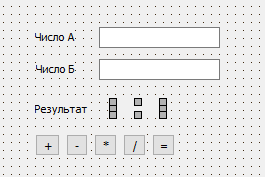 Число А
Число Б
Результат
+ - * / =